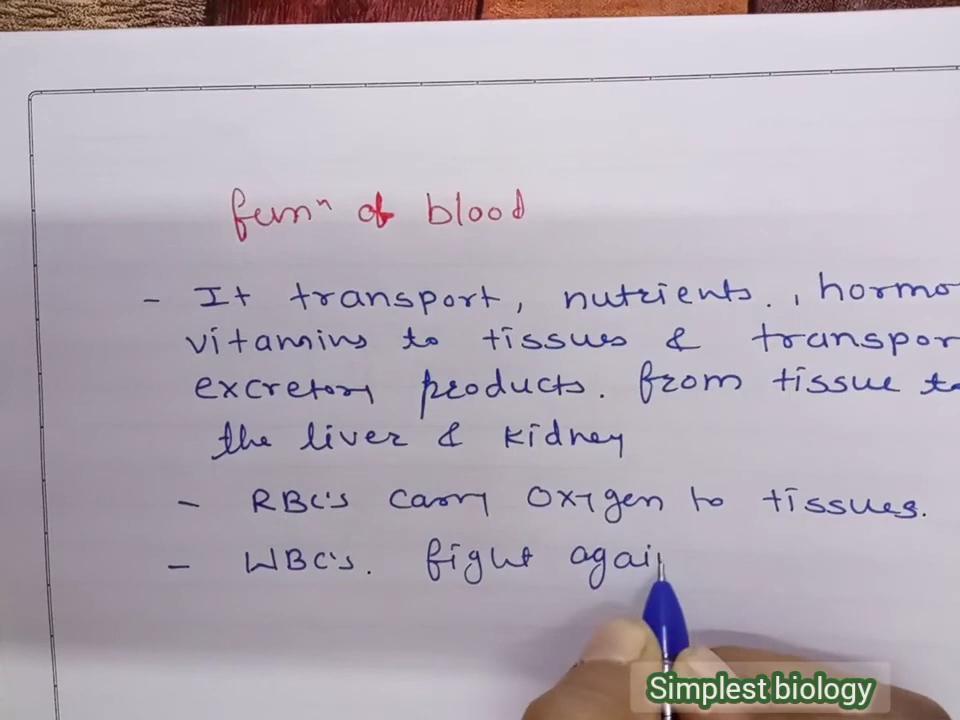 funⁿ of blood
- It transport, nutrients., hormo
vitamins to tissues & transpor
excretory products. from tissue to
the liver & kidney
- RBC's carry oxygen to tissues.
- WBC's. fight agai
Simplest biology